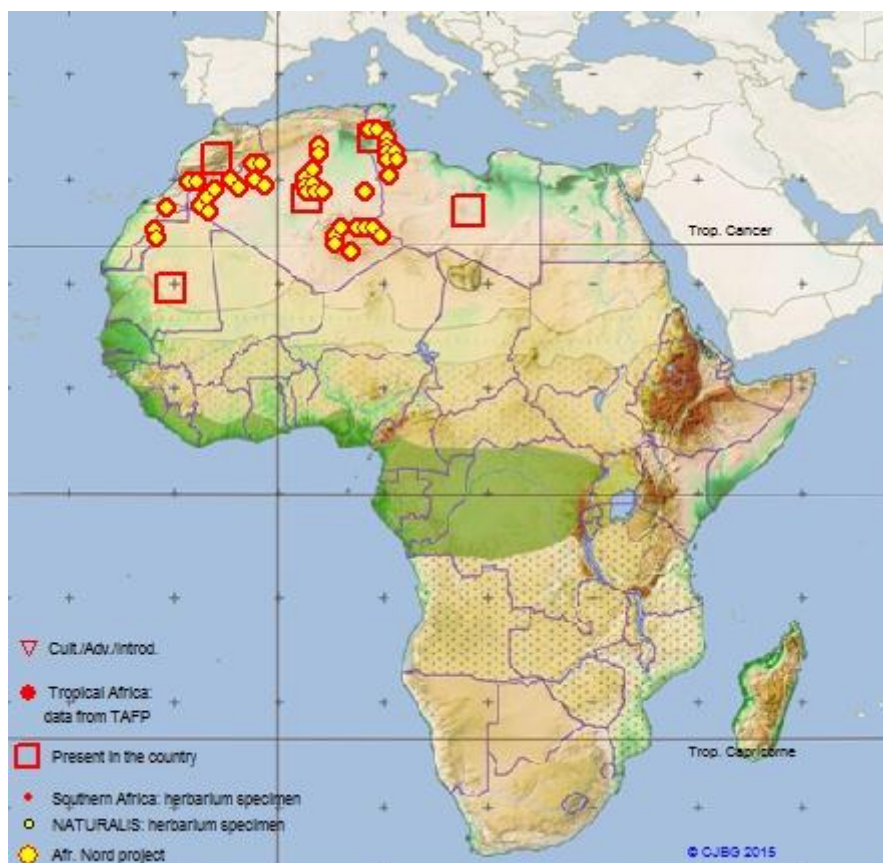 Trop. Cancer
Cult./Adv./Introd.
Tropical Africa:
data from TAFP
Present in the country
Trop. Capricorne
Southern Africa: herbarium specimen
NATURALIS: herbarium specimen
Afr. Nord project
© CJBG 2015